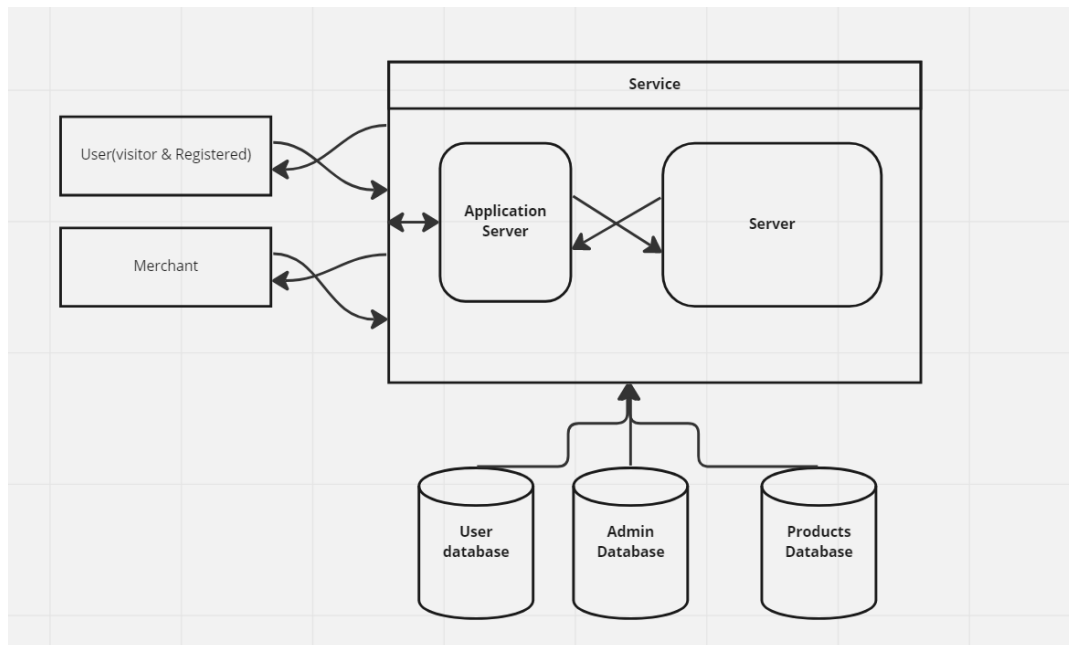 Service
User(visitor & Registered)
Application
Server
Server
Merchant
User
database
Admin
Database
Products
Database